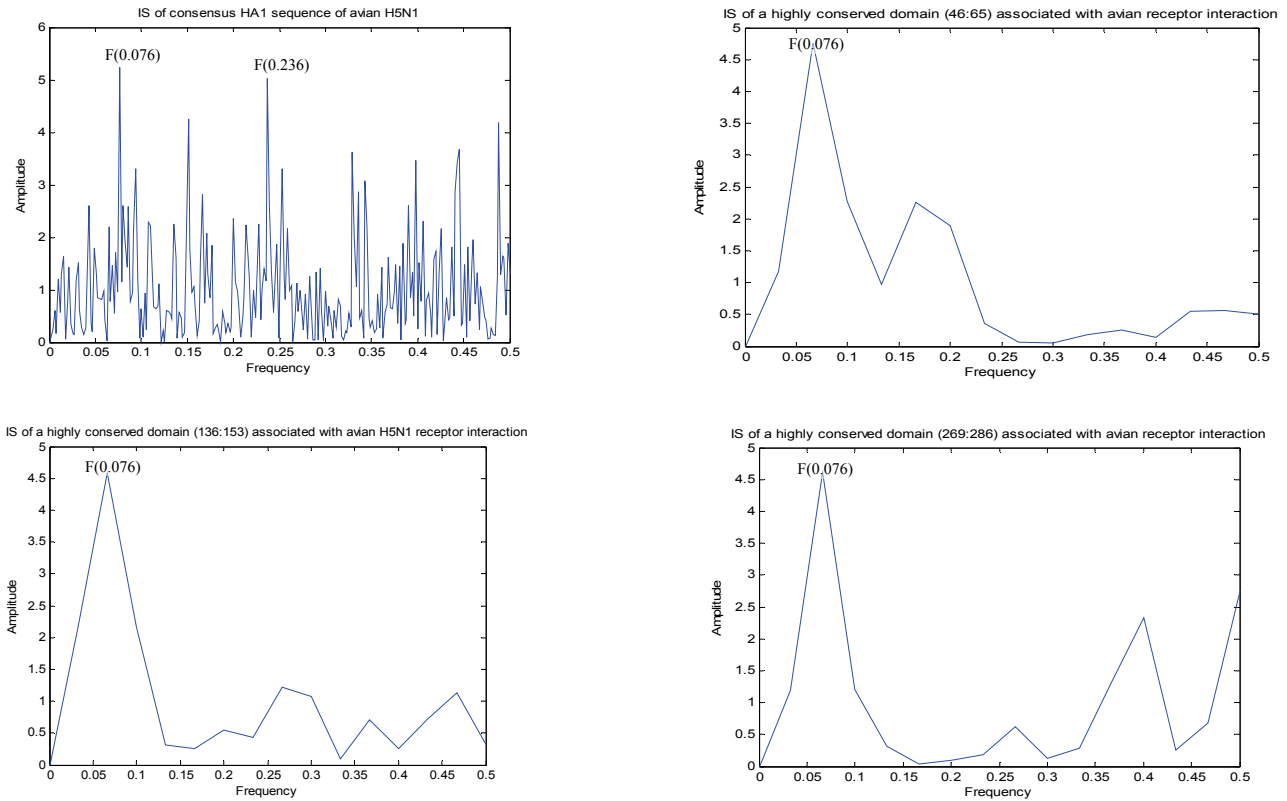 IS of consensus HA1 sequence of avian H5N1
6
5
4
3
2
1
0
F(0.076)
F(0.236)
Amplitude
0 0.05 0.1 0.15 0.2 0.25 0.3 0.35 0.4 0.45 0.5
Frequency
IS of a highly conserved domain (46:65) associated with avian receptor interaction
5
4.5
4
3.5
3
2.5
2
1.5
1
0.5
0
F(0.076)
Amplitude
0 0.05 0.1 0.15 0.2 0.25 0.3 0.35 0.4 0.45 0.5
Frequency
IS of a highly conserved domain (136:153) associated with avian H5N1 receptor interaction
5
4.5
4
3.5
3
2.5
2
1.5
1
0.5
0
F(0.076)
Amplitude
0 0.05 0.1 0.15 0.2 0.25 0.3 0.35 0.4 0.45 0.5
Frequency
IS of a highly conserved domain (269:286) associated with avian receptor interaction
5
4.5
4
3.5
3
2.5
2
1.5
1
0.5
0
F(0.076)
Amplitude
0 0.05 0.1 0.15 0.2 0.25 0.3 0.35 0.4 0.45 0.5
Frequency